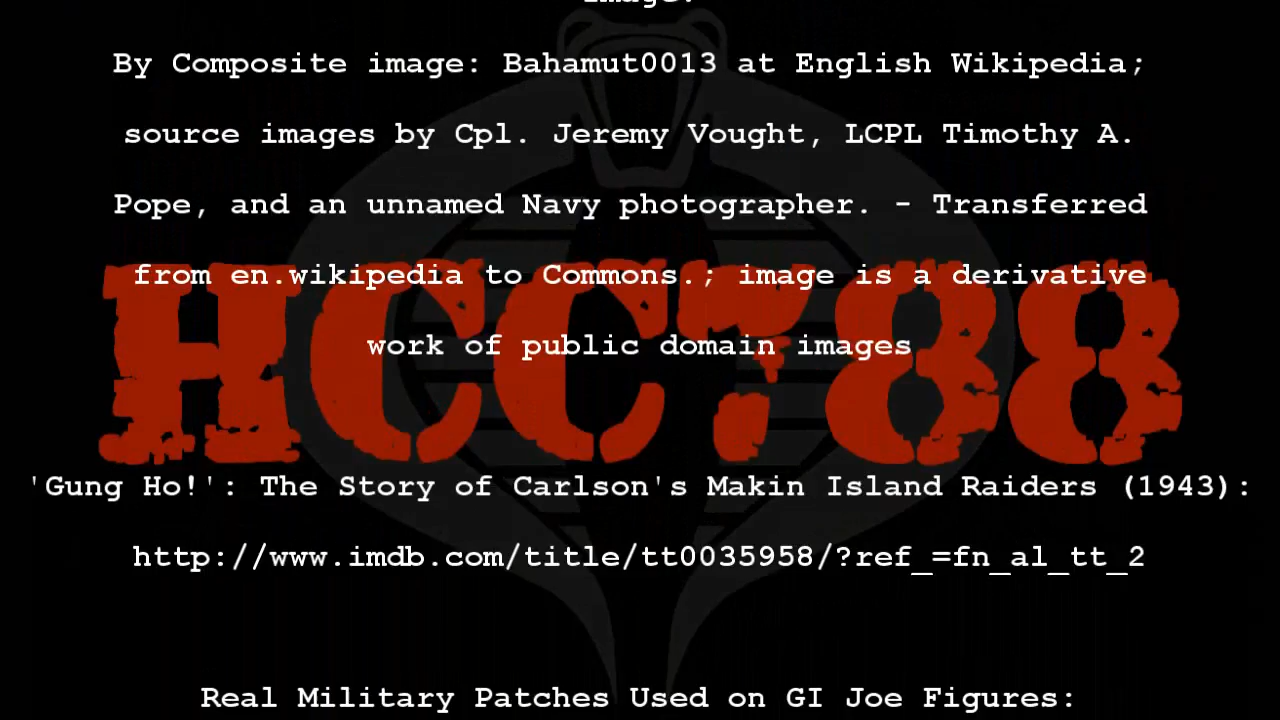 By Composite image: Bahamut0013 at English Wikipedia;
source images by Cpl. Jeremy Vought, LCPL Timothy A.
Pope, and an unnamed Navy photographer. - Transferred
from en.wikipedia to Commons.; image is a derivative
work of public domain images
HCC788
'Gung Ho!': The Story of Carlson's Makin Island Raiders (1943):
http://www.imdb.com/title/tt0035958/?ref_=fn_al_tt_2
Real Military Patches Used on GI Joe Figures: